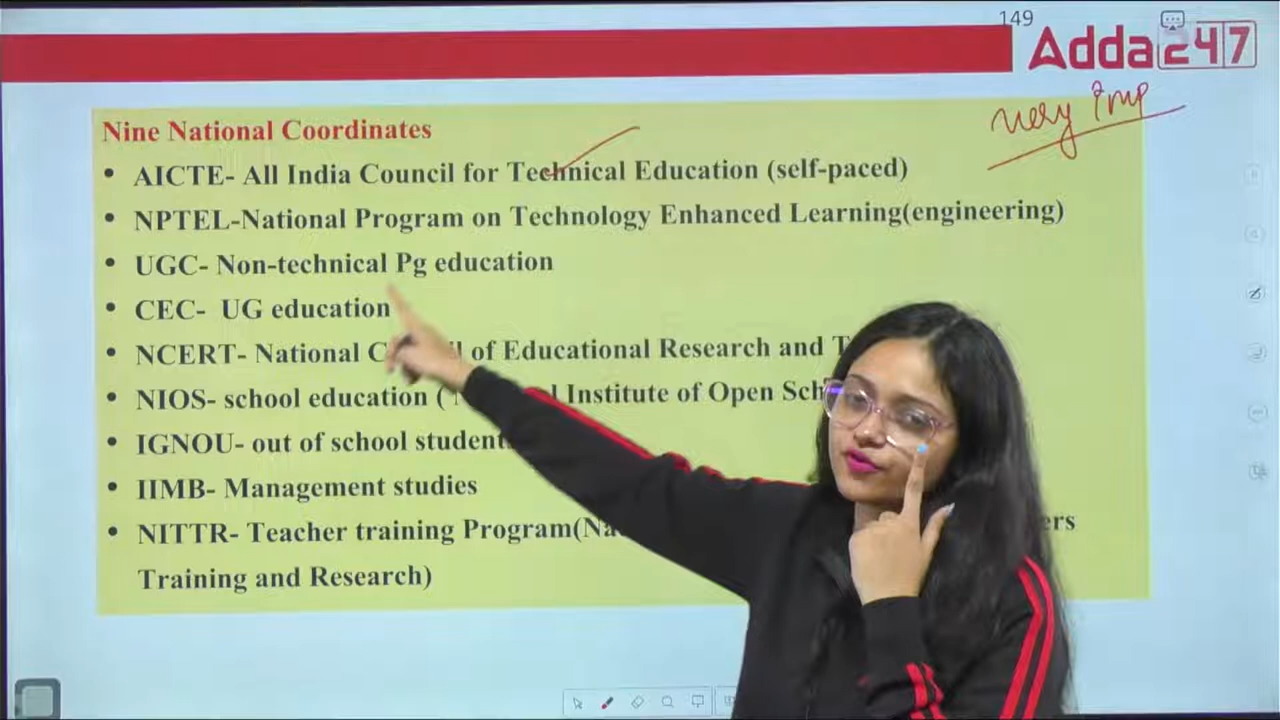 149
Adda 247
very imp
Nine National Coordinates
• AICTE- All India Council for Technical Education (self-paced)
• NPTEL-National Program on Technology Enhanced Learning(engineering)
• UGC- Non-technical Pg education
• CEC- UG education
• NCERT- National of Educational Research and
• NIOS- school education ( Institute of Open
• IGNOU- out of school student
• IIMB- Management studies
• NITTR- Teacher training Program(
Training and Research)